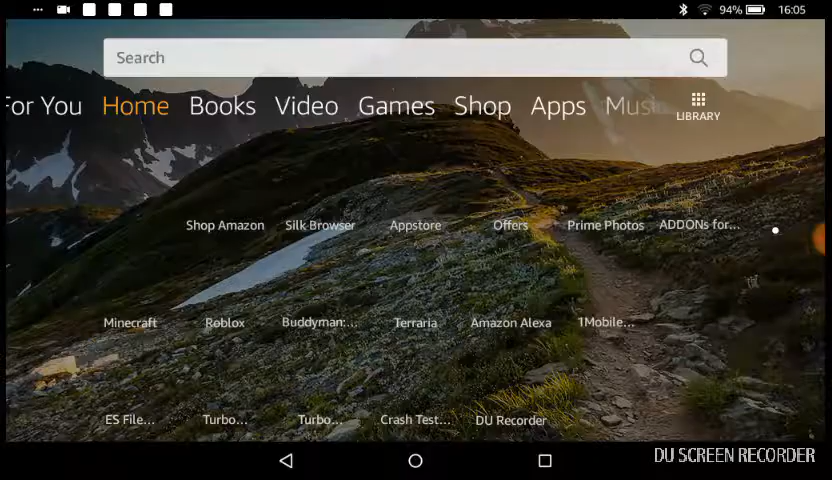 94% 16:05
Search
For You Home Books Video Games Shop Apps Musi
LIBRARY
Shop Amazon Silk Browser Appstore Offers Prime Photos ADDONs for...
Minecraft Roblox Buddyman:... Terraria Amazon Alexa 1Mobile...
ES File... Turbo... Turbo... Crash Test... DU Recorder
DU SCREEN RECORDER